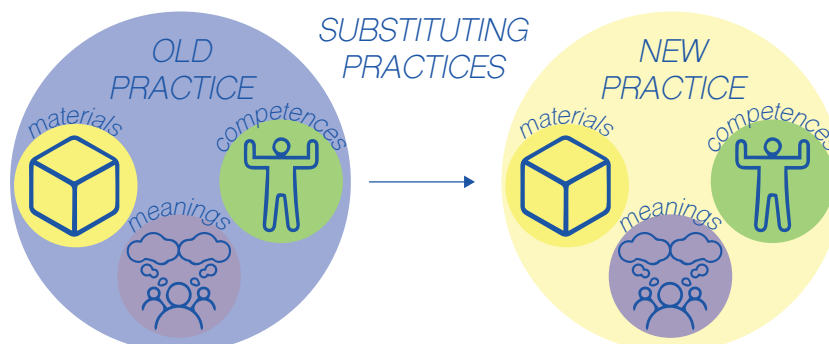 OLD
PRACTICE
materials
competences
meanings
SUBSTITUTING
PRACTICES
NEW
PRACTICE
materials
competences
meanings